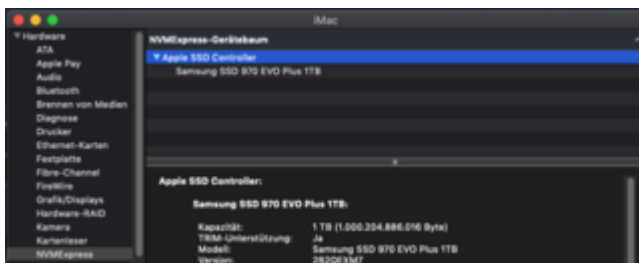 iMac
Hardware
ATA
Apple Pay
Audio
Bluetooth
Brennen von Medien
Diagnose
Drucker
Ethernet-Karten
Festplatte
Fibre-Channel
FireWire
Grafik/Displays
Hardware-RAID
Kamera
Kartenleser
NVMExpress
NVMExpress-Gerätebaum
Apple SSD Controller
Samsung SSD 970 EVO Plus 1TB
Apple SSD Controller:
Samsung SSD 970 EVO Plus 1TB:
Kapazität: 1 TB (1.000.204.886.016 Byte)
TRIM-Unterstützung: Ja
Modell: Samsung SSD 970 EVO Plus 1TB
Version: 2B2QEXM7